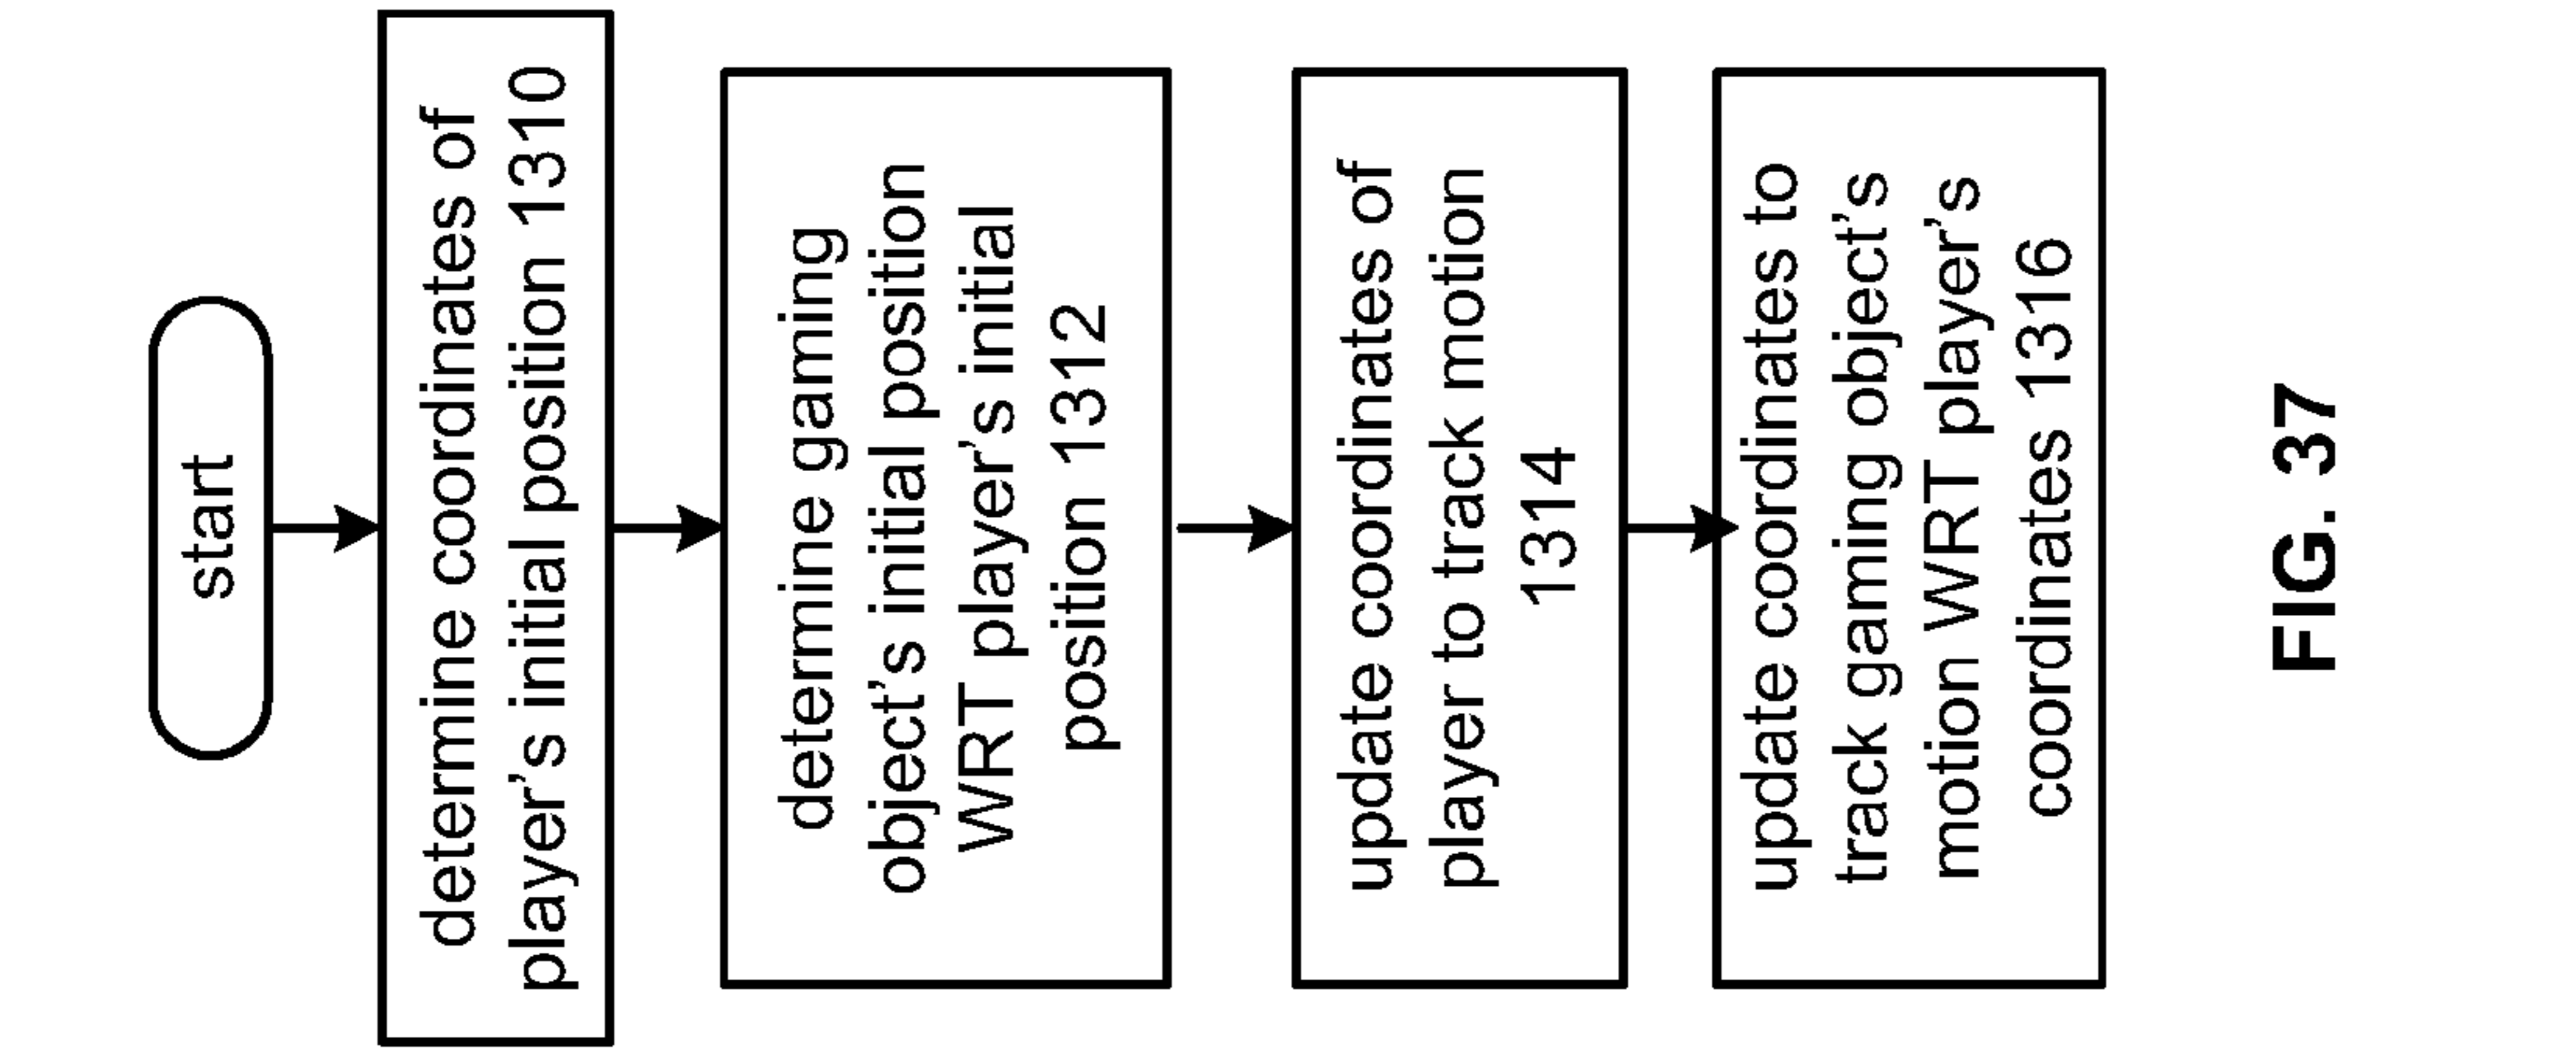 start
determine coordinates of
player's initial position 1310
determine gaming
object's initial position
WRT player's initial
position 1312
update coordinates of
player to track motion
1314
update coordinates to
track gaming object's
motion WRT player's
coordinates 1316
FIG. 37